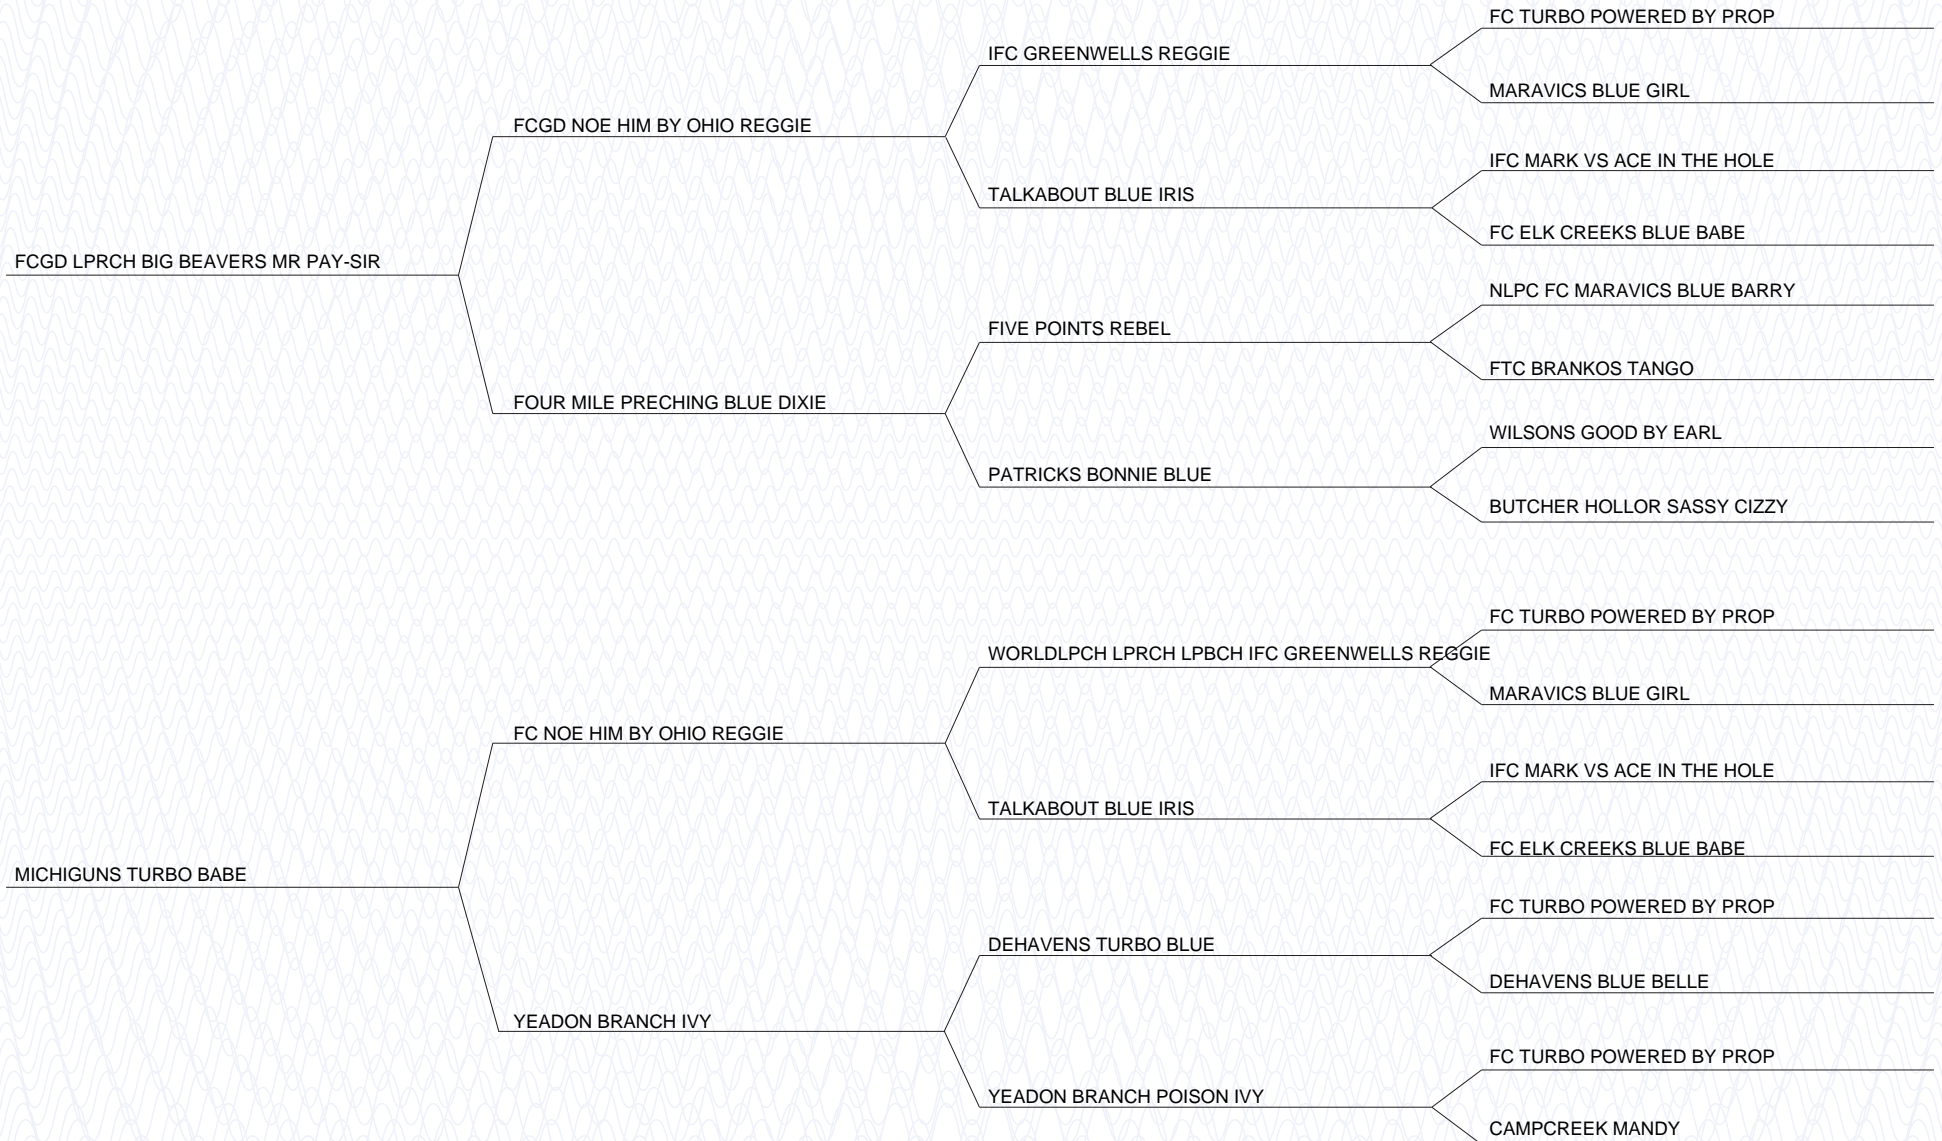 FC TURBO POWERED BY PROP
IFC GREENWELLS REGGIE
MARAVICS BLUE GIRL
FCGD NOE HIM BY OHIO REGGIE
IFC MARK VS ACE IN THE HOLE
TALKABOUT BLUE IRIS
FC ELK CREEKS BLUE BABE
FCGD LPRCH BIG BEAVERS MR PAY-SIR
NLPC FC MARAVICS BLUE BARRY
FIVE POINTS REBEL
FTC BRANKOS TANGO
FOUR MILE PRECHING BLUE DIXIE
WILSONS GOOD BY EARL
PATRICKS BONNIE BLUE
BUTCHER HOLLOR SASSY CIZZY
FC TURBO POWERED BY PROP
WORLDLPCH LPRCH LPBCH IFC GREENWELLS REGGIE
MARAVICS BLUE GIRL
FC NOE HIM BY OHIO REGGIE
IFC MARK VS ACE IN THE HOLE
TALKABOUT BLUE IRIS
FC ELK CREEKS BLUE BABE
MICHIGUNS TURBO BABE
FC TURBO POWERED BY PROP
DEHAVENS TURBO BLUE
DEHAVENS BLUE BELLE
YEADON BRANCH IVY
FC TURBO POWERED BY PROP
YEADON BRANCH POISON IVY
CAMPCREEK MANDY